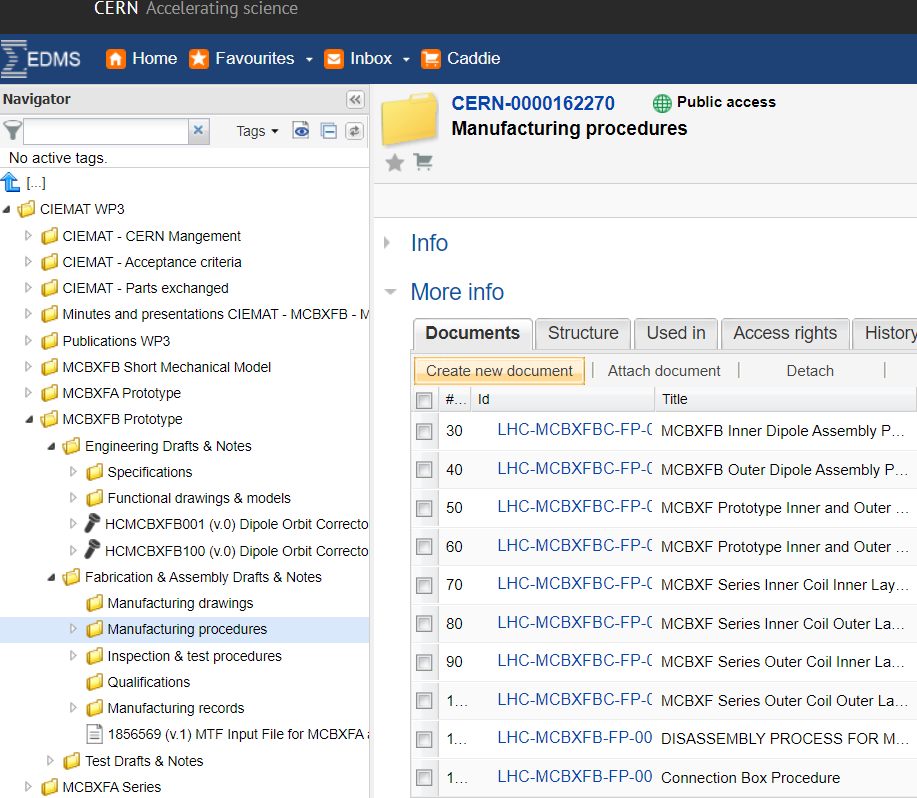 CERN Accelerating science
EDMS Home Favourites Inbox Caddie
Navigator
Tags
No active tags.
[...]
CIEMAT WP3
CIEMAT - CERN Mangement
CIEMAT - Acceptance criteria
CIEMAT - Parts exchanged
Minutes and presentations CIEMAT - MCBXFB - M
Publications WP3
MCBXFB Short Mechanical Model
MCBXFA Prototype
MCBXFB Prototype
Engineering Drafts & Notes
Specifications
Functional drawings & models
HCMCBXFB001 (v.0) Dipole Orbit Correcto
HCMCBXFB100 (v.0) Dipole Orbit Correcto
Fabrication & Assembly Drafts & Notes
Manufacturing drawings
Manufacturing procedures
Inspection & test procedures
Qualifications
Manufacturing records
1856569 (v.1) MTF Input File for MCBXFA a
Test Drafts & Notes
MCBXFA Series
CERN-0000162270 Public access
Manufacturing procedures
Info
More info
Documents Structure Used in Access rights History
Create new document | Attach document | Detach |
#... Id Title
30 LHC-MCBXFBC-FP-0 MCBXFB Inner Dipole Assembly P...
40 LHC-MCBXFBC-FP-0 MCBXFB Outer Dipole Assembly P...
50 LHC-MCBXFBC-FP-0 MCBXF Prototype Inner and Outer ...
60 LHC-MCBXFBC-FP-0 MCBXF Prototype Inner and Outer ...
70 LHC-MCBXFBC-FP-0 MCBXF Series Inner Coil Inner Lay...
80 LHC-MCBXFBC-FP-0 MCBXF Series Inner Coil Outer La...
90 LHC-MCBXFBC-FP-0 MCBXF Series Outer Coil Inner La...
1... LHC-MCBXFBC-FP-0 MCBXF Series Outer Coil Outer La...
1... LHC-MCBXFB-FP-00 DISASSEMBLY PROCESS FOR M...
1... LHC-MCBXFB-FP-00 Connection Box Procedure